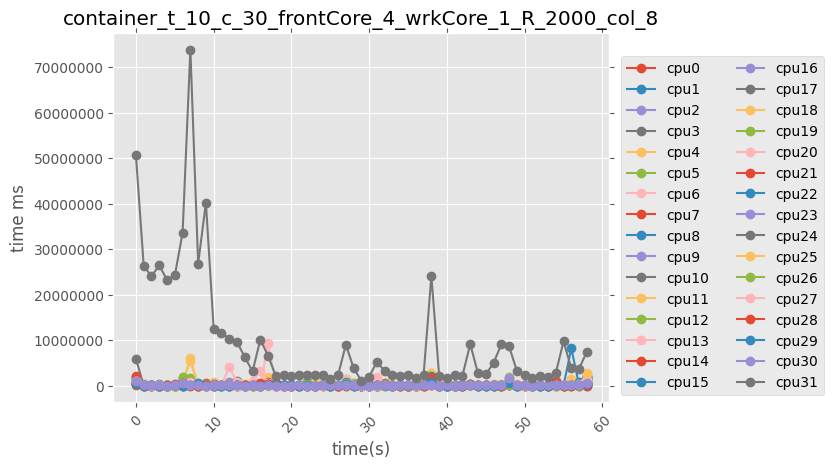 container_t_10_c_30_frontCore_4_wrkCore_1_R_2000_col_8
time ms
70000000
60000000
50000000
40000000
30000000
20000000
10000000
0
0
10
20
30
40
50
60
time(s)
cpu0
cpu1
cpu2
cpu3
cpu4
cpu5
cpu6
cpu7
cpu8
cpu9
cpu10
cpu11
cpu12
cpu13
cpu14
cpu15
cpu16
cpu17
cpu18
cpu19
cpu20
cpu21
cpu22
cpu23
cpu24
cpu25
cpu26
cpu27
cpu28
cpu29
cpu30
cpu31